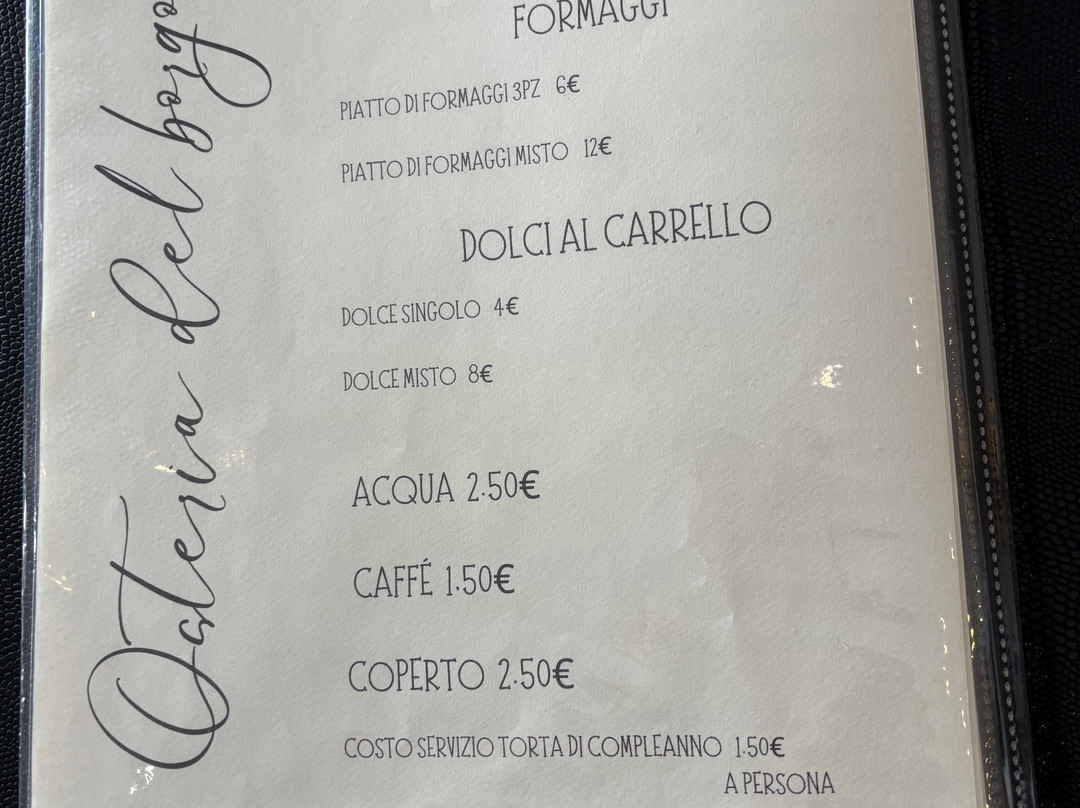 Osteria del borgo
FORMAGGI
PIATTO DI FORMAGGI 3PZ 6€
PIATTO DI FORMAGGI MISTO 12€
DOLCI AL CARRELLO
DOLCE SINGOLO 4€
DOLCE MISTO 8€
ACQUA 2.50€
CAFFÉ 1.50€
COPERTO 2.50€
COSTO SERVIZIO TORTA DI COMPLEANNO 1.50€
A PERSONA